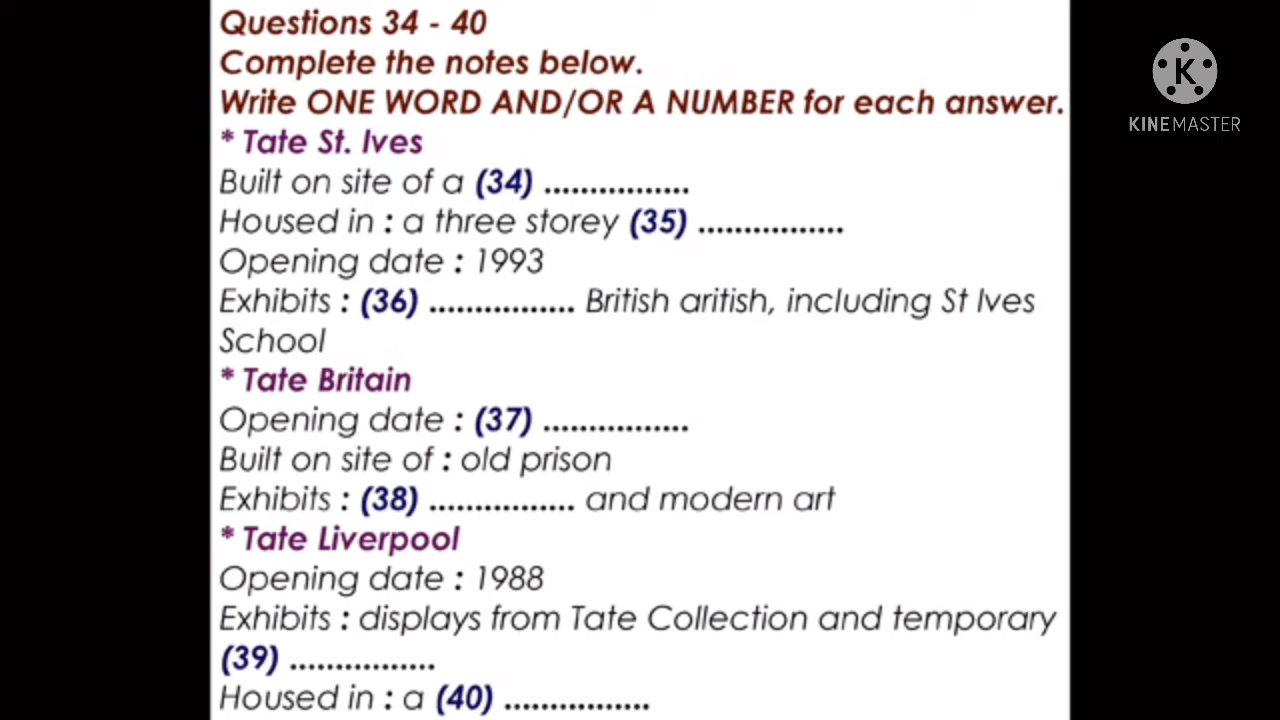 Questions 34 - 40
Complete the notes below.
Write ONE WORD AND/OR A NUMBER for each answer.
* Tate St. Ives
Built on site of a (34) ................
Housed in : a three storey (35) ................
Opening date : 1993
Exhibits : (36) ................ British aritish, including St Ives
School
* Tate Britain
Opening date : (37) ................
Built on site of : old prison
Exhibits : (38) ................ and modern art
* Tate Liverpool
Opening date : 1988
Exhibits : displays from Tate Collection and temporary
(39) ................
Housed in : a (40) ................
K
KINEMASTER